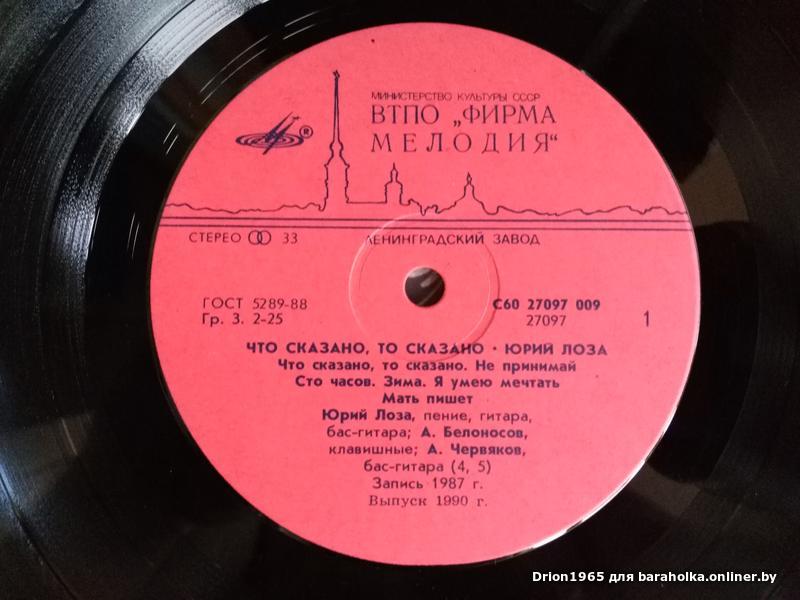 МИНИСТЕРСТВО КУЛЬТУРЫ СССР
ВТПО „ФИРМА
МЕЛОДИЯ“
®
СТЕРЕО 33
ЛЕНИНГРАДСКИЙ ЗАВОД
ГОСТ 5289-88
Гр. 3. 2-25
С60 27097 009
27097
1
ЧТО СКАЗАНО, ТО СКАЗАНО · ЮРИЙ ЛОЗА
Что сказано, то сказано. Не принимай
Сто часов. Зима. Я умею мечтать
Мать пишет
Юрий Лоза, пение, гитара,
бас-гитара; А. Белоносов,
клавишные; А. Червяков,
бас-гитара (4, 5)
Запись 1987 г.
Выпуск 1990 г.
Drion1965 для baraholka.onliner.by